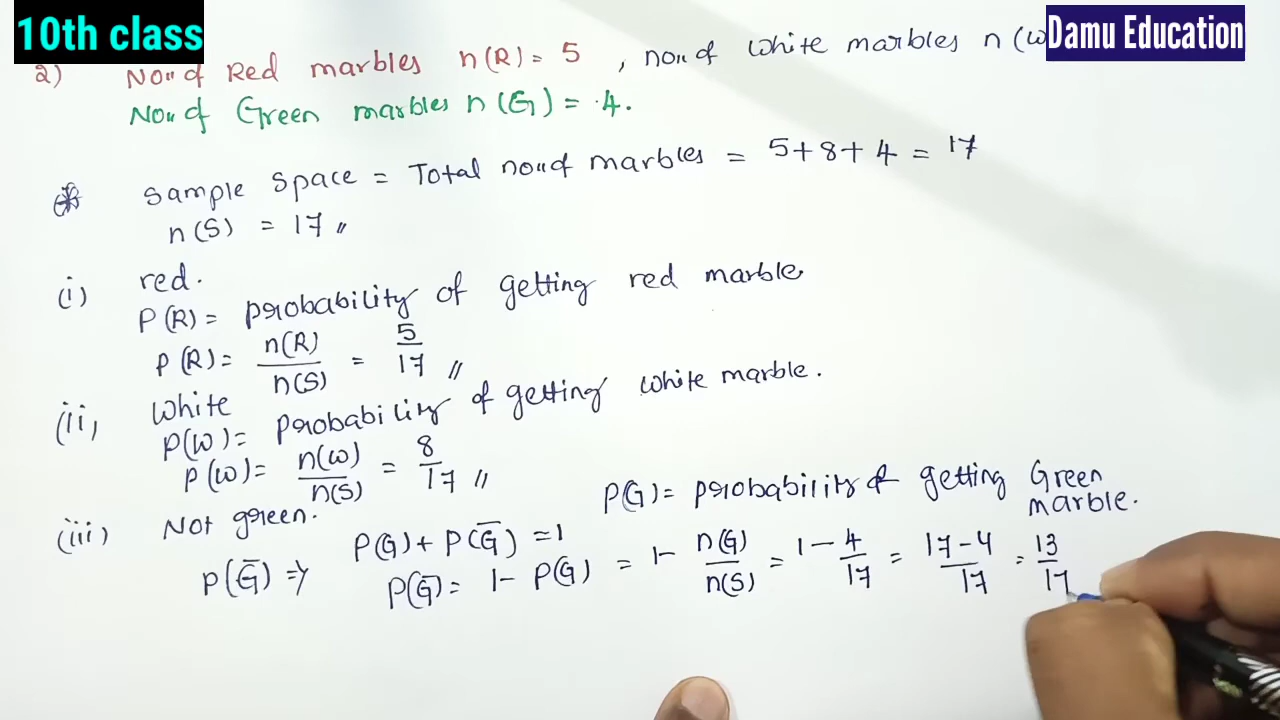 10th class
Damu Education
2) No" of Red marbles n(R) = 5 , no" of White marbles n(W
No" of Green marbles n(G) = 4.
Sample space = Total no" of marbles = 5+8+4 = 17
n(S) = 17 〃
(i) red.
P(R) = probability of getting red marble
P(R) = n(R)/n(S) = 5/17 〃
(ii, White
P(W) = probability of getting White marble.
P(W) = n(W)/n(S) = 8/17 〃
(iii) Not green.
P(G) = probability of getting Green marble.
P(G)+P(G̅) = 1
P(G̅) ⇒ P(G̅) = 1 - P(G) = 1 - n(G)/n(S) = 1 - 4/17 = 17-4/17 = 13/17